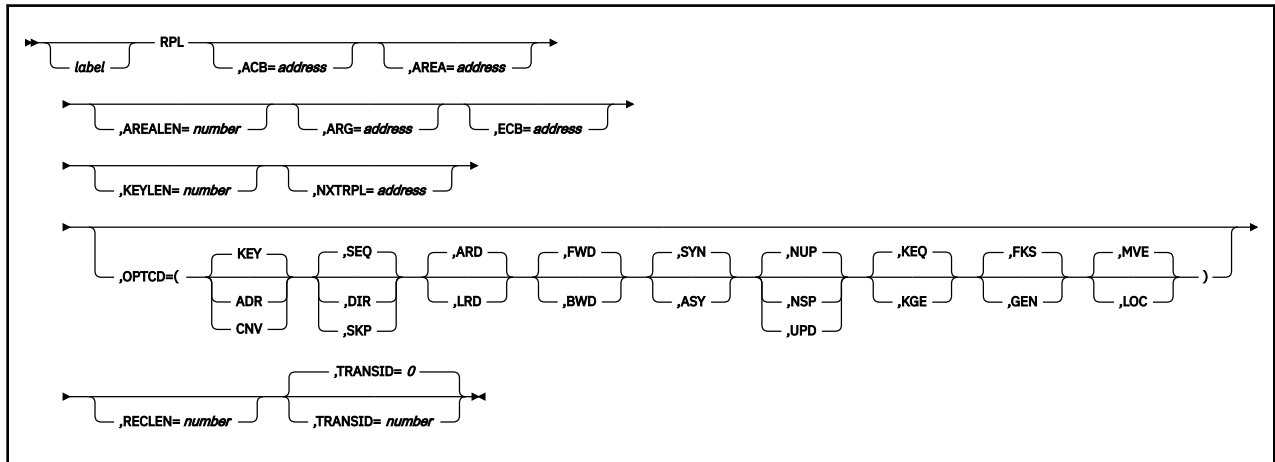 label RPL ,ACB= address ,AREA= address
,AREALEN= number ,ARG= address ,ECB= address
,KEYLEN= number ,NXTRPL= address
KEY ,SEQ ,ARD ,FWD ,SYN ,NUP ,KEQ ,FKS ,MVE
,OPTCD=( ADR ,DIR ,LRD ,BWD ,ASY ,NSP ,KGE ,GEN ,LOC )
CNV ,SKP ,UPD
,TRANSID= 0
,RECLEN= number ,TRANSID= number